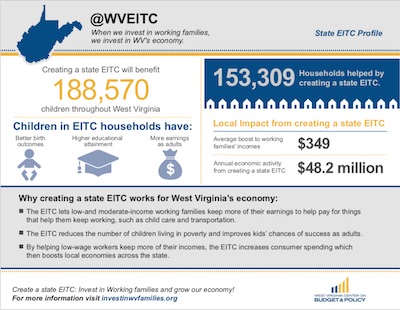 @WVEITC
When we invest in working families,
we invest in WV's economy.
State EITC Profile
Creating a state EITC will benefit
188,570
children throughout West Virginia
Children in EITC households have:
Better birth
outcomes
Higher educational
attainment
More earnings
as adults
$
153,309
Households helped by
creating a state EITC.
Local Impact from creating a state EITC
Average boost to working
families' incomes
$349
Annual economic activity
from creating a state EITC
$48.2 million
Why creating a state EITC works for West Virginia's economy:
The EITC lets low-and moderate-income working families keep more of their earnings to help pay for things
that help them keep working, such as child care and transportation.
The EITC reduces the number of children living in poverty and improves kids' chances of success as adults.
By helping low-wage workers keep more of their incomes, the EITC increases consumer spending which
then boosts local economies across the state.
Create a state EITC: Invest in Working families and grow our economy!
For more information visit investinwvfamilies.org
WEST VIRGINIA CENTER ON
BUDGET & POLICY